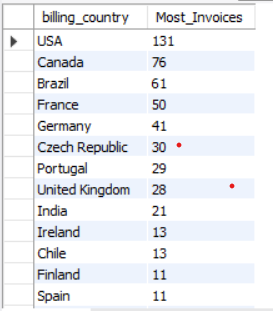 billing_country Most_Invoices
USA 131
Canada 76
Brazil 61
France 50
Germany 41
Czech Republic 30
Portugal 29
United Kingdom 28
India 21
Ireland 13
Chile 13
Finland 11
Spain 11